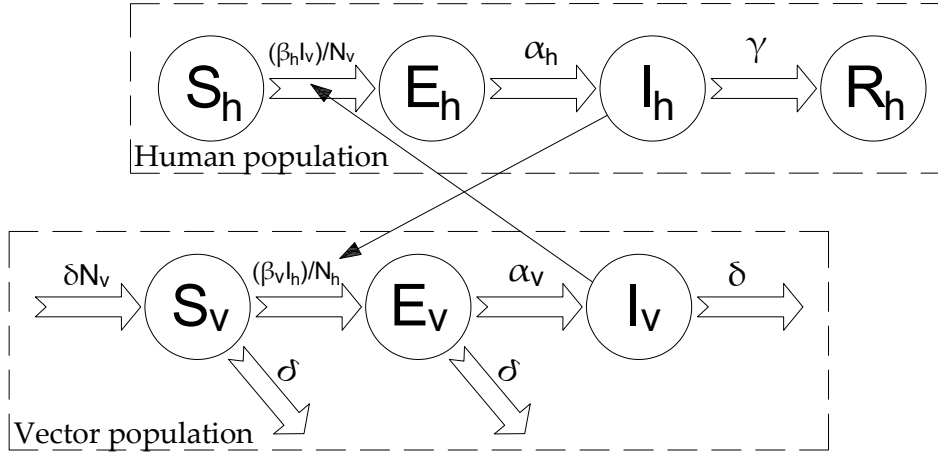 (βhIv)/Nv αh γ
Sh Eh Ih Rh
Human population
δNv (βvIh)/Nh αv δ
Sv Ev Iv
δ δ
Vector population